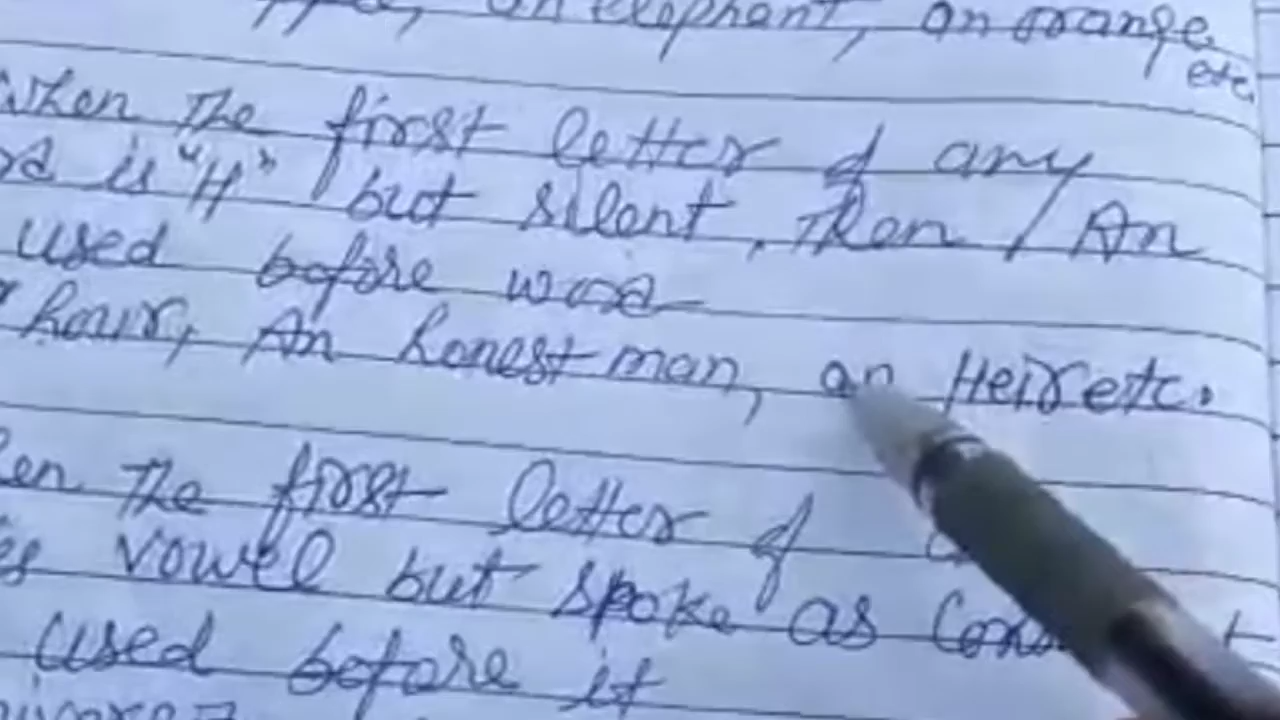 an elephant, an orange
etc.
When the first letter of any
is "H" but silent, Then / An
used before word
hour, An honest man, an Heir etc.
The first letter of
vowel but spoke as
used before it